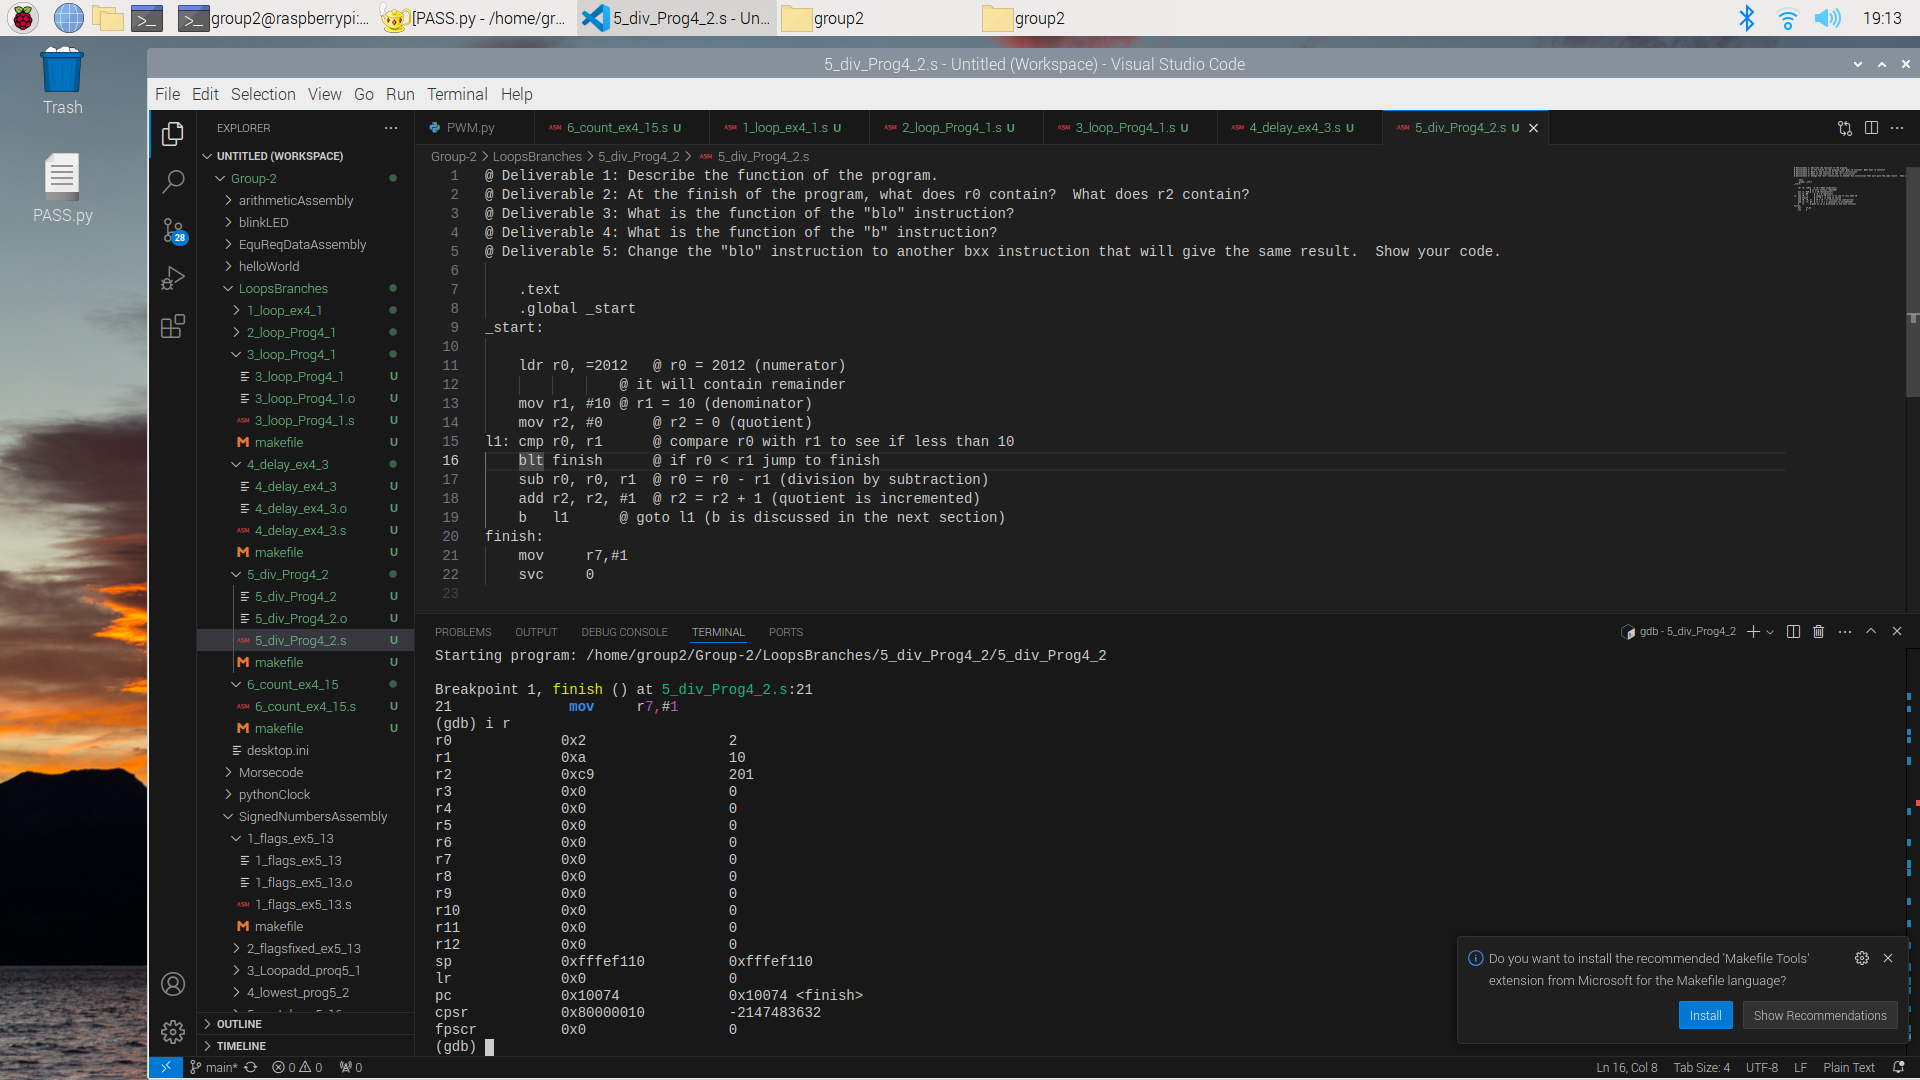 group2@raspberrypi:... [PASS.py - /home/gr... 5_div_Prog4_2.s - Un... group2 group2 19:13
Trash
PASS.py
5_div_Prog4_2.s - Untitled (Workspace) - Visual Studio Code
File Edit Selection View Go Run Terminal Help
EXPLORER
UNTITLED (WORKSPACE)
Group-2
arithmeticAssembly
blinkLED
EquReqDataAssembly
helloWorld
LoopsBranches
1_loop_ex4_1
2_loop_Prog4_1
3_loop_Prog4_1
3_loop_Prog4_1 U
3_loop_Prog4_1.o U
3_loop_Prog4_1.s U
makefile U
4_delay_ex4_3
4_delay_ex4_3 U
4_delay_ex4_3.o U
4_delay_ex4_3.s U
makefile U
5_div_Prog4_2
5_div_Prog4_2 U
5_div_Prog4_2.o U
5_div_Prog4_2.s U
makefile U
6_count_ex4_15
6_count_ex4_15.s U
makefile U
desktop.ini
Morsecode
pythonClock
SignedNumbersAssembly
1_flags_ex5_13
1_flags_ex5_13
1_flags_ex5_13.o
1_flags_ex5_13.s
makefile
2_flagsfixed_ex5_13
3_Loopadd_proq5_1
4_lowest_prog5_2
OUTLINE
TIMELINE
28
PWM.py 6_count_ex4_15.s U 1_loop_ex4_1.s U 2_loop_Prog4_1.s U 3_loop_Prog4_1.s U 4_delay_ex4_3.s U 5_div_Prog4_2.s U
Group-2 > LoopsBranches > 5_div_Prog4_2 > 5_div_Prog4_2.s
1 @ Deliverable 1: Describe the function of the program.
2 @ Deliverable 2: At the finish of the program, what does r0 contain?  What does r2 contain?
3 @ Deliverable 3: What is the function of the "blo" instruction?
4 @ Deliverable 4: What is the function of the "b" instruction?
5 @ Deliverable 5: Change the "blo" instruction to another bxx instruction that will give the same result.  Show your code.
6
7 .text
8 .global _start
9 _start:
10
11 ldr r0, =2012   @ r0 = 2012 (numerator)
12 @ it will contain remainder
13 mov r1, #10 @ r1 = 10 (denominator)
14 mov r2, #0      @ r2 = 0 (quotient)
15 l1: cmp r0, r1      @ compare r0 with r1 to see if less than 10
16 blt finish      @ if r0 < r1 jump to finish
17 sub r0, r0, r1  @ r0 = r0 - r1 (division by subtraction)
18 add r2, r2, #1  @ r2 = r2 + 1 (quotient is incremented)
19 b   l1      @ goto l1 (b is discussed in the next section)
20 finish:
21 mov     r7,#1
22 svc     0
23
PROBLEMS OUTPUT DEBUG CONSOLE TERMINAL PORTS
gdb - 5_div_Prog4_2
Starting program: /home/group2/Group-2/LoopsBranches/5_div_Prog4_2/5_div_Prog4_2
Breakpoint 1, finish () at 5_div_Prog4_2.s:21
21 mov r7,#1
(gdb) i r
r0 0x2 2
r1 0xa 10
r2 0xc9 201
r3 0x0 0
r4 0x0 0
r5 0x0 0
r6 0x0 0
r7 0x0 0
r8 0x0 0
r9 0x0 0
r10 0x0 0
r11 0x0 0
r12 0x0 0
sp 0xfffef110 0xfffef110
lr 0x0 0
pc 0x10074 0x10074 <finish>
cpsr 0x80000010 -2147483632
fpscr 0x0 0
(gdb)
Do you want to install the recommended 'Makefile Tools'
extension from Microsoft for the Makefile language?
Install Show Recommendations
main* 0 0 0 Ln 16, Col 8 Tab Size: 4 UTF-8 LF Plain Text